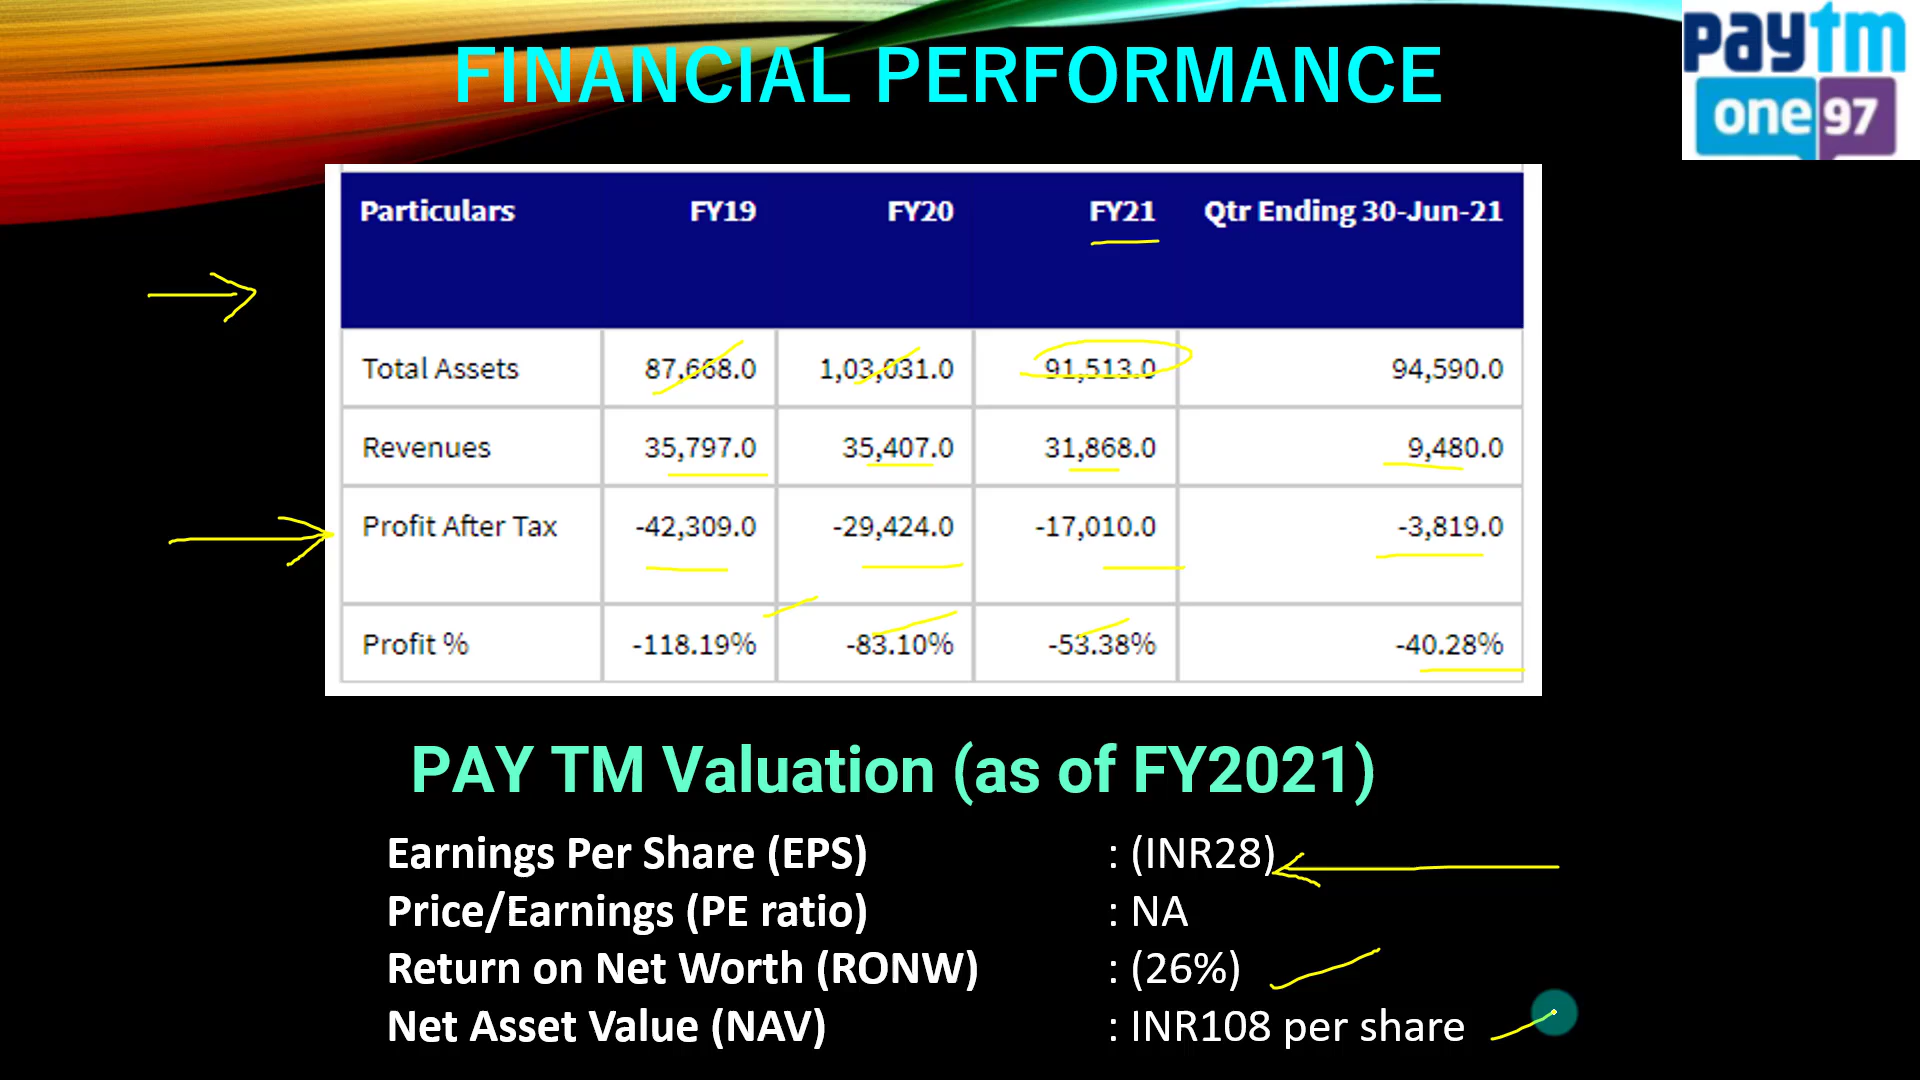 FINANCIAL PERFORMANCE
paytm
one 97
Particulars FY19 FY20 FY21 Qtr Ending 30-Jun-21
Total Assets 87,668.0 1,03,031.0 91,513.0 94,590.0
Revenues 35,797.0 35,407.0 31,868.0 9,480.0
Profit After Tax -42,309.0 -29,424.0 -17,010.0 -3,819.0
Profit % -118.19% -83.10% -53.38% -40.28%
PAY TM Valuation (as of FY2021)
Earnings Per Share (EPS) : (INR28)
Price/Earnings (PE ratio) : NA
Return on Net Worth (RONW) : (26%)
Net Asset Value (NAV) : INR108 per share